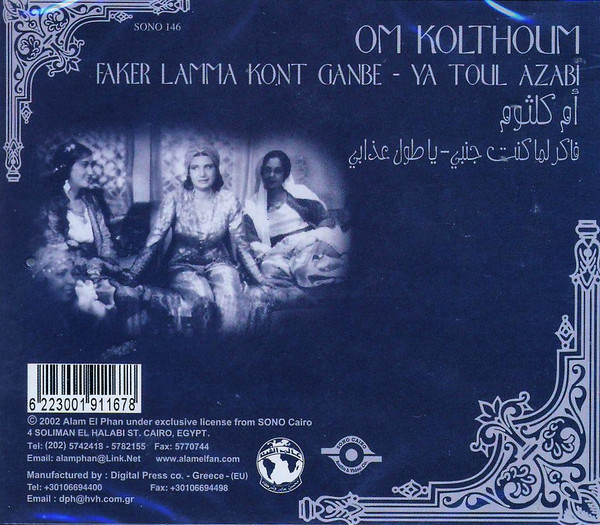 SONO 146
OM KOLTHOUM
FAKER LAMMA KONT GANBE - YA TOUL AZABI
أم كلثوم
فاكر لما كنت جنبي - يا طول عذابي
6 223001 911678
© 2002 Alam El Phan under exclusive license from SONO Cairo
4 SOLIMAN EL HALABI ST. CAIRO, EGYPT.
Tel: (202) 5742418 - 5782155 Fax: 5770744
Email: alamphan@Link.Net www.alamelfan.com
Manufactured by : Digital Press co. - Greece - (EU)
Tel: +30106694400 Fax: +30106694498
Email : dph@hvh.com.gr
SONO CAIRO